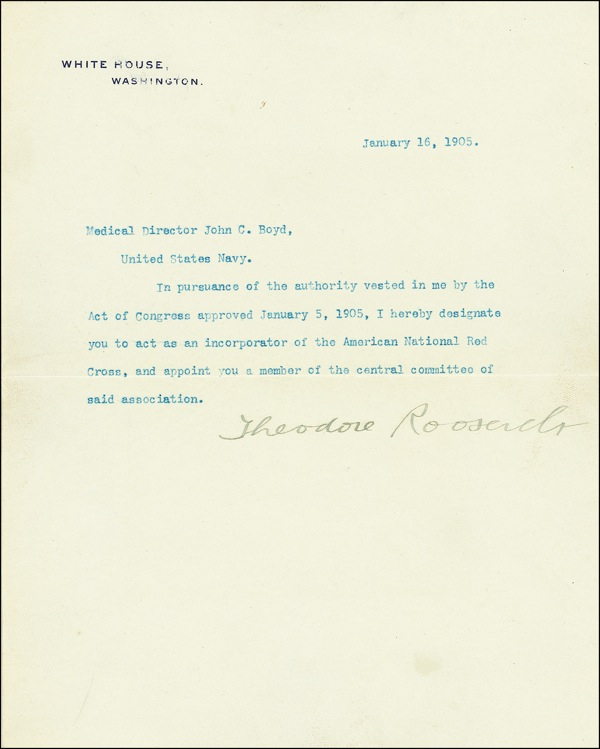 WHITE HOUSE,
WASHINGTON.
January 16, 1905.
Medical Director John C. Boyd,
United States Navy.
In pursuance of the authority vested in me by the
Act of Congress approved January 5, 1905, I hereby designate
you to act as an incorporator of the American National Red
Cross, and appoint you a member of the central committee of
said association.
Theodore Roosevelt